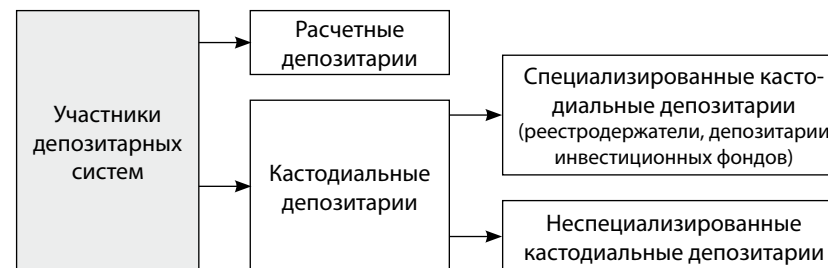 Участники
депозитарных
систем
Расчетные
депозитарии
Кастодиальные
депозитарии
Специализированные касто-
диальные депозитарии
(реестродержатели, депозитарии
инвестиционных фондов)
Неспециализированные
кастодиальные депозитарии